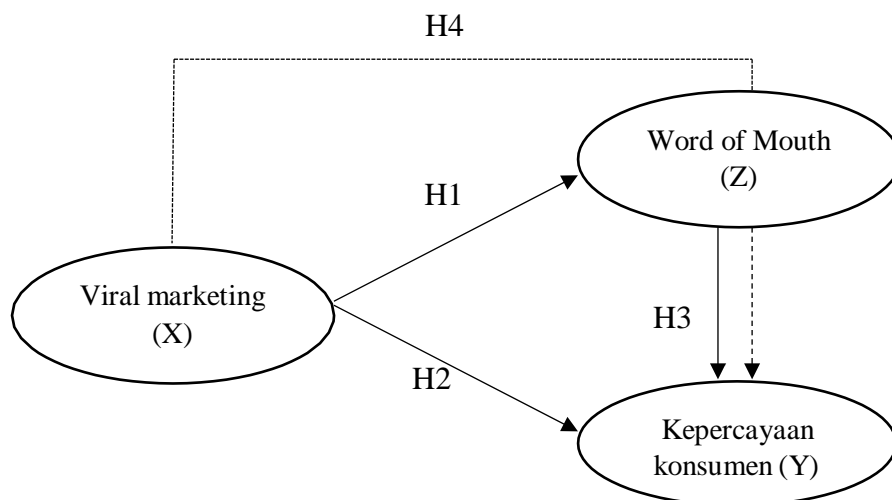 H4
Word of Mouth
(Z)
H1
Viral marketing
(X)
H3
H2
Kepercayaan
konsumen (Y)